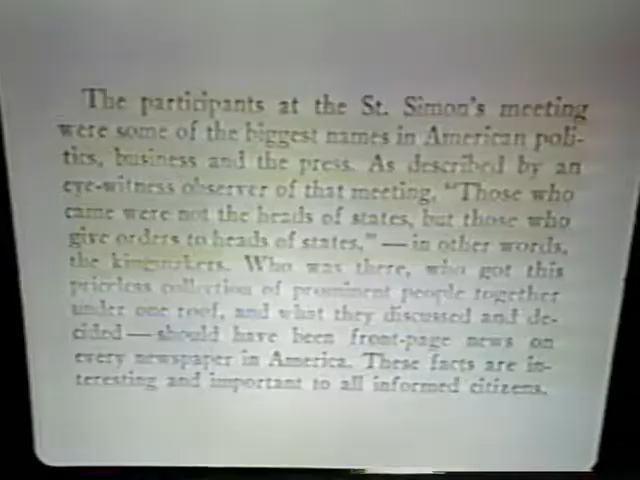 The participants at the St. Simon's meeting
were some of the biggest names in American poli-
tics, business and the press. As described by an
eye-witness observer of that meeting, "Those who
came were not the heads of states, but those who
give orders to heads of states," — in other words,
the kingmakers. Who was there, who got this
priceless collection of prominent people together
under one roof, and what they discussed and de-
cided — should have been front-page news on
every newspaper in America. These facts are in-
teresting and important to all informed citizens.